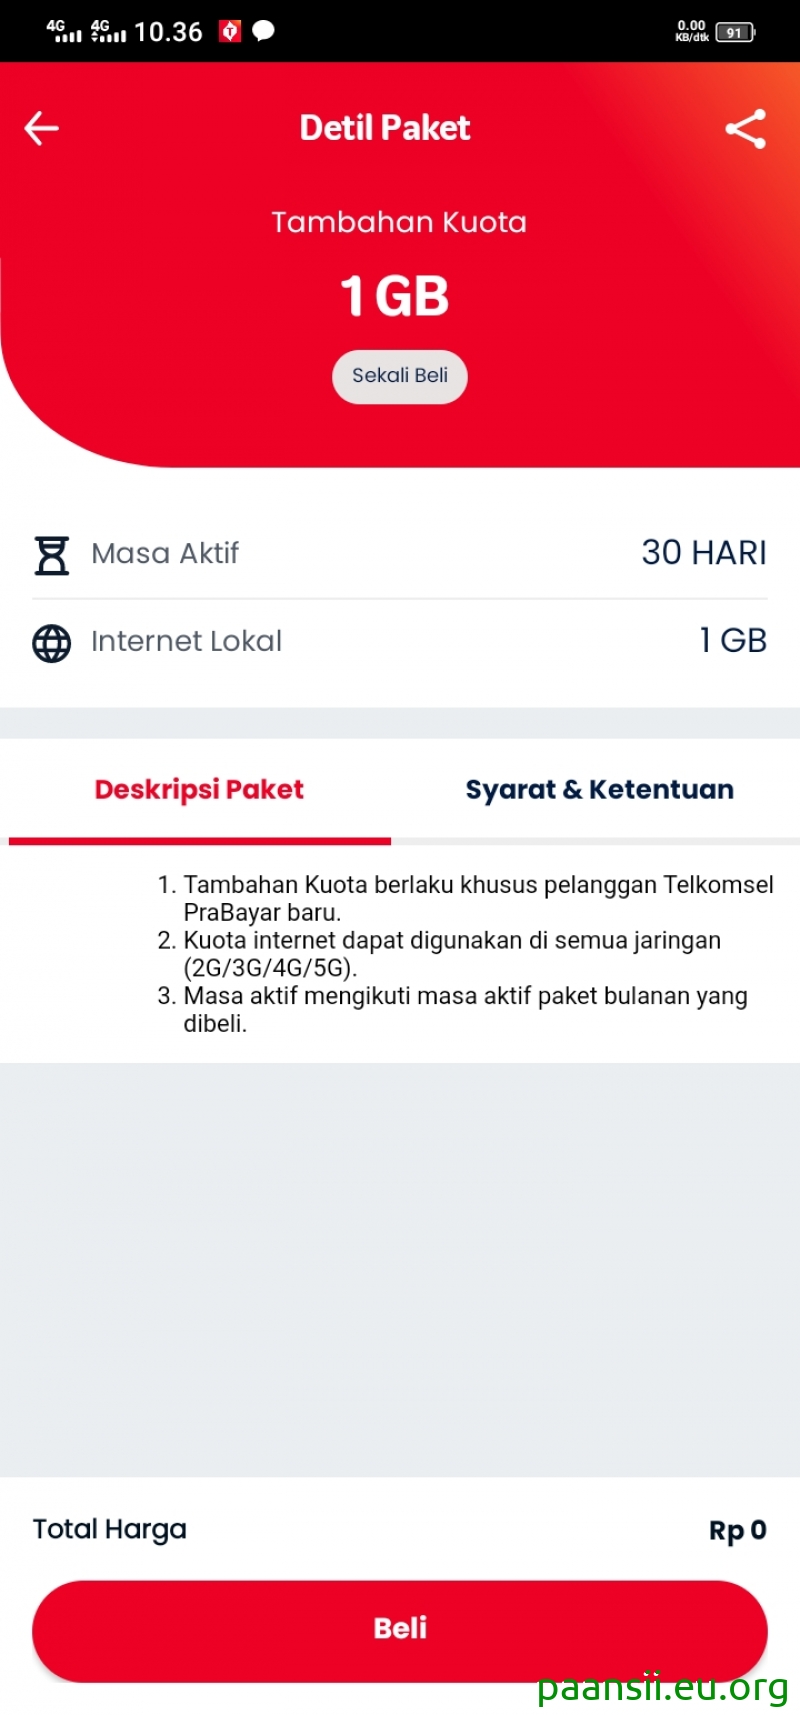 4G 4G 10.36 0.00 KB/dtk 91
Detil Paket
Tambahan Kuota
1 GB
Sekali Beli
Masa Aktif 30 HARI
Internet Lokal 1 GB
Deskripsi Paket Syarat & Ketentuan
1. Tambahan Kuota berlaku khusus pelanggan Telkomsel
PraBayar baru.
2. Kuota internet dapat digunakan di semua jaringan
(2G/3G/4G/5G).
3. Masa aktif mengikuti masa aktif paket bulanan yang
dibeli.
Total Harga Rp 0
Beli
paansii.eu.org